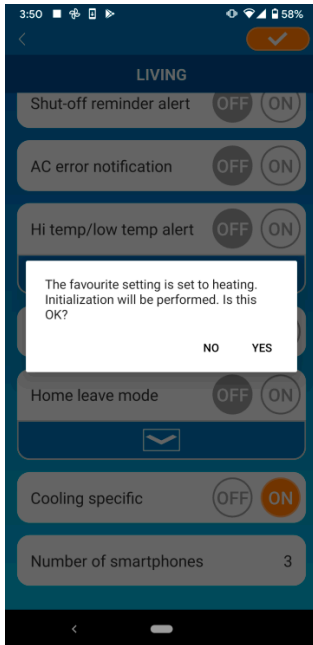 3:50
58%
LIVING
Shut-off reminder alert OFF ON
AC error notification OFF ON
Hi temp/low temp alert OFF ON
The favourite setting is set to heating.
Initialization will be performed. Is this
OK?
NO YES
Home leave mode OFF ON
Cooling specific OFF ON
Number of smartphones 3